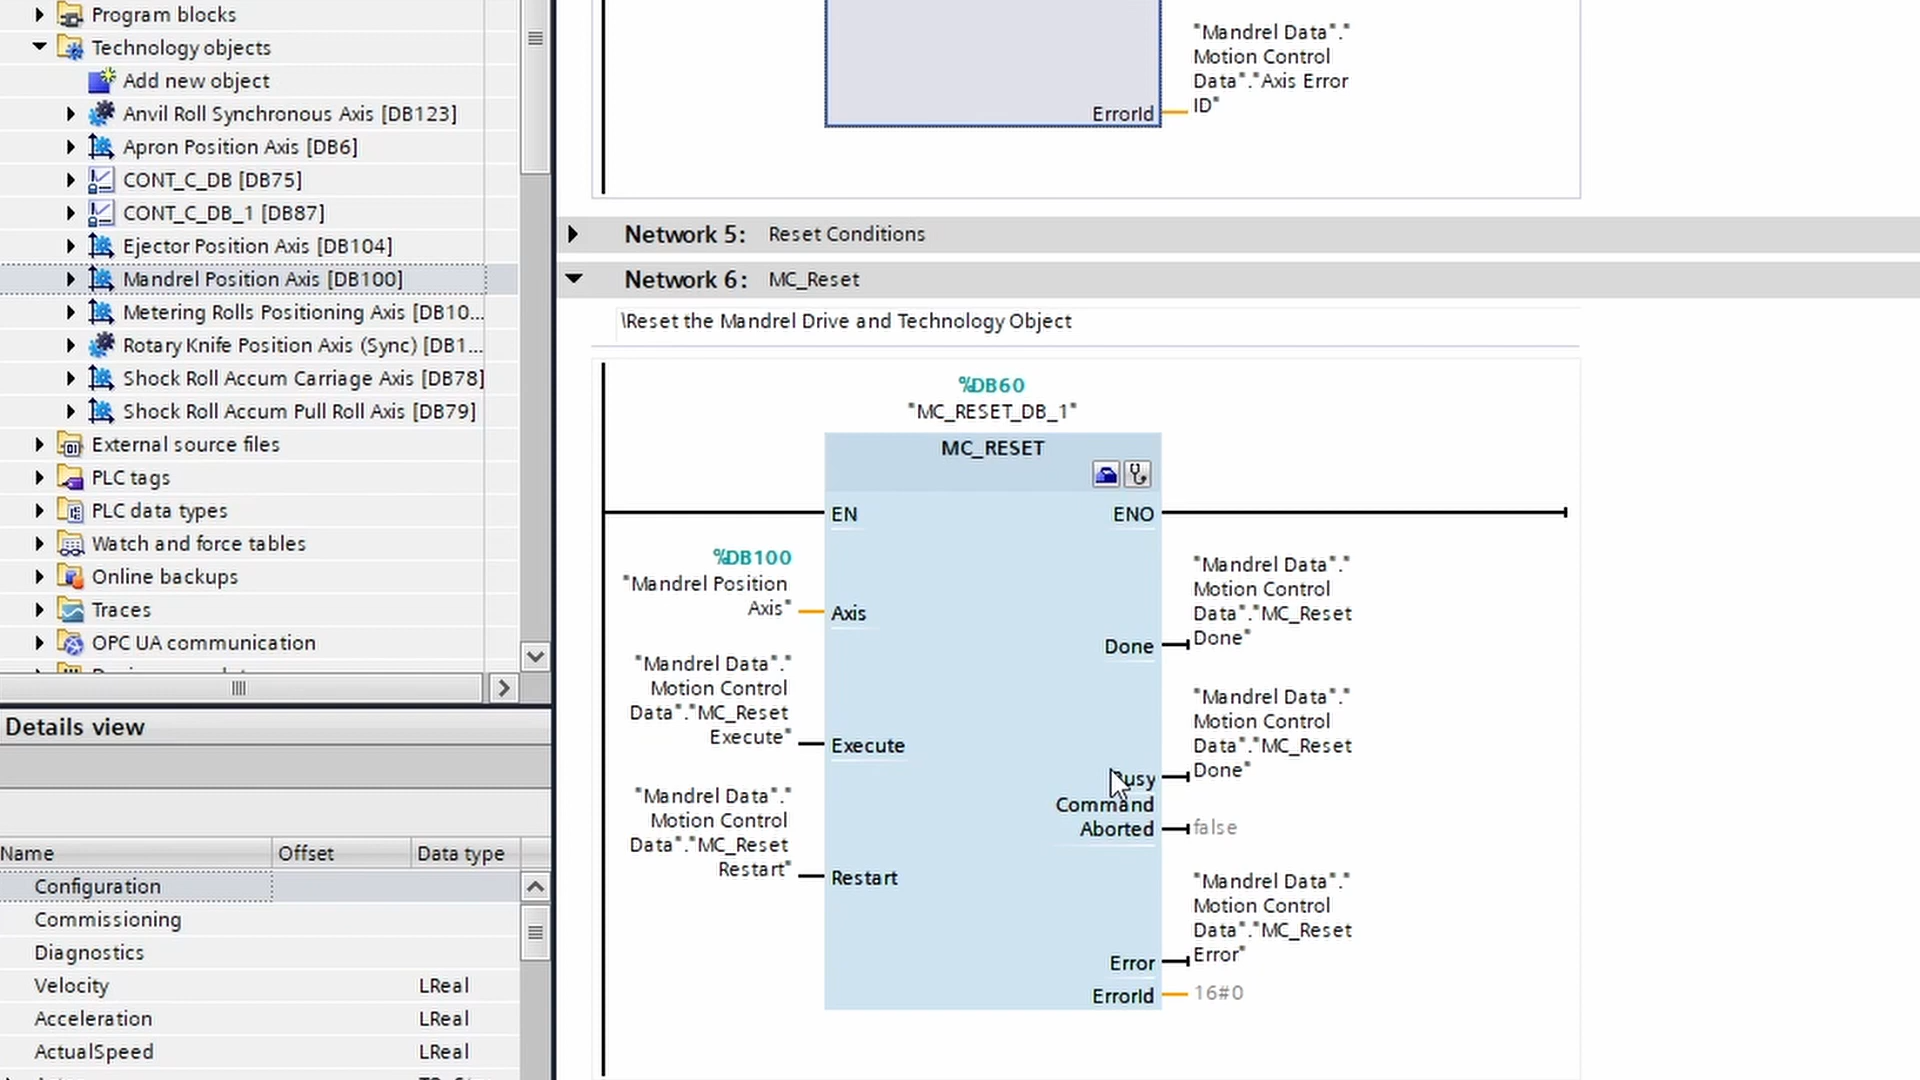 Program blocks
Technology objects
Add new object
Anvil Roll Synchronous Axis [DB123]
Apron Position Axis [DB6]
CONT_C_DB [DB75]
CONT_C_DB_1 [DB87]
Ejector Position Axis [DB104]
Mandrel Position Axis [DB100]
Metering Rolls Positioning Axis [DB10...
Rotary Knife Position Axis (Sync) [DB1...
Shock Roll Accum Carriage Axis [DB78]
Shock Roll Accum Pull Roll Axis [DB79]
External source files
PLC tags
PLC data types
Watch and force tables
Online backups
Traces
OPC UA communication
Details view
Name Offset Data type
Configuration
Commissioning
Diagnostics
Velocity LReal
Acceleration LReal
ActualSpeed LReal
"Mandrel Data"."
Motion Control
Data"."Axis Error
ID"
ErrorId
Network 5: Reset Conditions
Network 6: MC_Reset
\Reset the Mandrel Drive and Technology Object
%DB60
"MC_RESET_DB_1"
MC_RESET
EN ENO
%DB100
"Mandrel Position
Axis"
Axis
"Mandrel Data"."
Motion Control
Data"."MC_Reset
Execute"
Execute
"Mandrel Data"."
Motion Control
Data"."MC_Reset
Restart"
Restart
"Mandrel Data"."
Motion Control
Data"."MC_Reset
Done"
Done
"Mandrel Data"."
Motion Control
Data"."MC_Reset
Done"
Busy
Command
Aborted false
"Mandrel Data"."
Motion Control
Data"."MC_Reset
Error"
Error
ErrorId 16#0